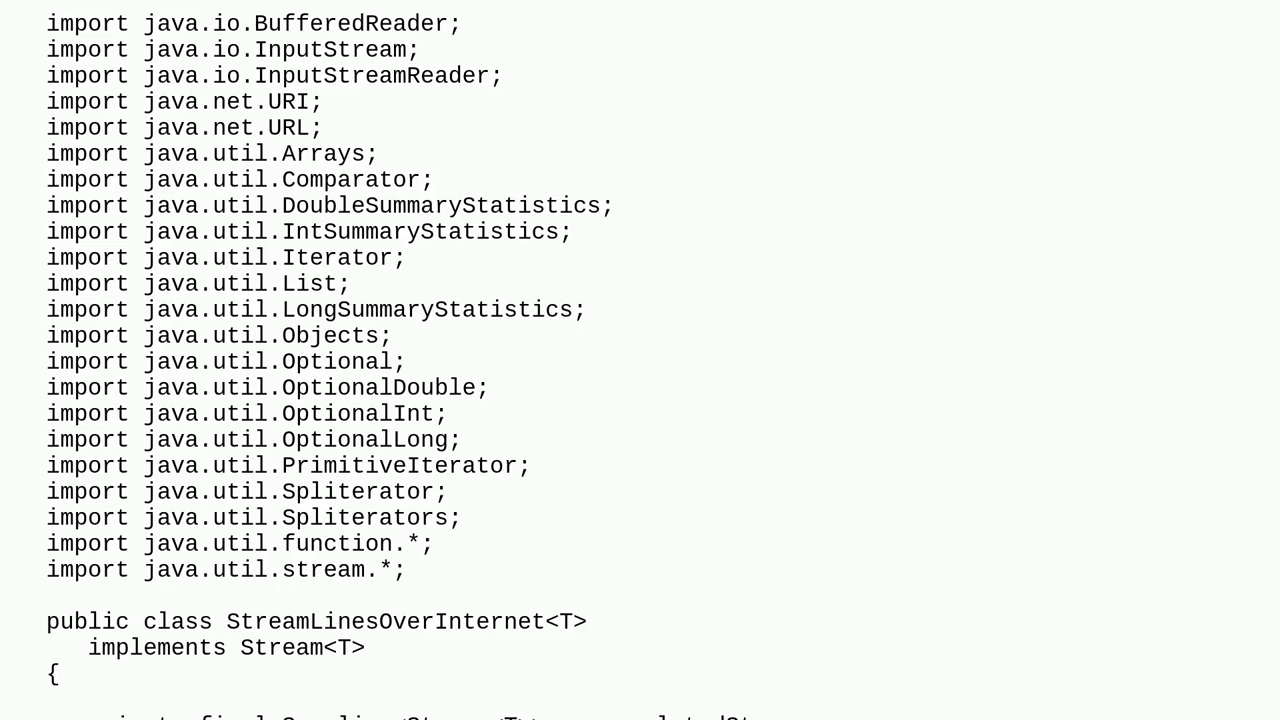 import java.io.BufferedReader;
import java.io.InputStream;
import java.io.InputStreamReader;
import java.net.URI;
import java.net.URL;
import java.util.Arrays;
import java.util.Comparator;
import java.util.DoubleSummaryStatistics;
import java.util.IntSummaryStatistics;
import java.util.Iterator;
import java.util.List;
import java.util.LongSummaryStatistics;
import java.util.Objects;
import java.util.Optional;
import java.util.OptionalDouble;
import java.util.OptionalInt;
import java.util.OptionalLong;
import java.util.PrimitiveIterator;
import java.util.Spliterator;
import java.util.Spliterators;
import java.util.function.*;
import java.util.stream.*;

public class StreamLinesOverInternet<T>
   implements Stream<T>
{